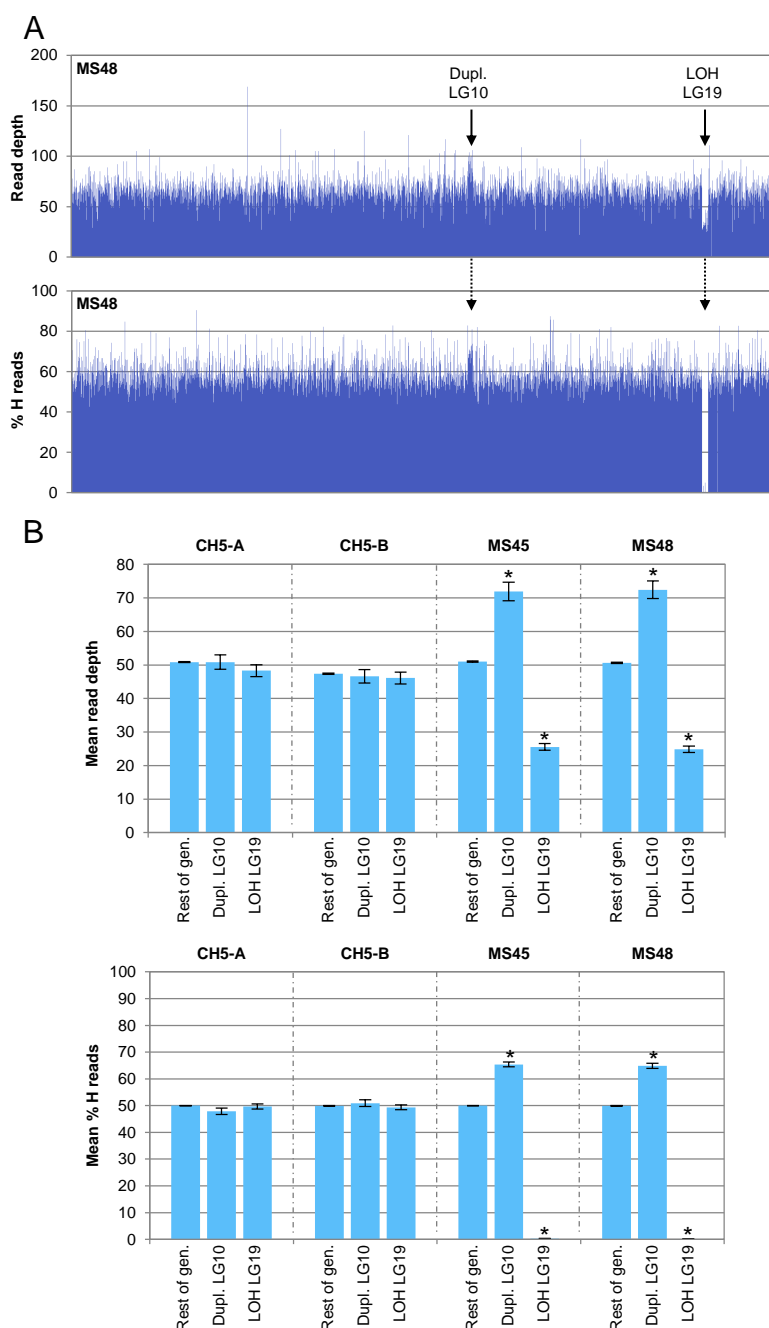 A
MS48
Dupl.
LG10
LOH
LG19
Read depth
200
150
100
50
0
MS48
% H reads
100
80
60
40
20
0
B
CH5-A
CH5-B
MS45
MS48
Mean read depth
80
70
60
50
40
30
20
10
0
*
*
*
*
Rest of gen.
Dupl. LG10
LOH LG19
Rest of gen.
Dupl. LG10
LOH LG19
Rest of gen.
Dupl. LG10
LOH LG19
Rest of gen.
Dupl. LG10
LOH LG19
CH5-A
CH5-B
MS45
MS48
Mean % H reads
100
90
80
70
60
50
40
30
20
10
0
*
*
*
*
Rest of gen.
Dupl. LG10
LOH LG19
Rest of gen.
Dupl. LG10
LOH LG19
Rest of gen.
Dupl. LG10
LOH LG19
Rest of gen.
Dupl. LG10
LOH LG19